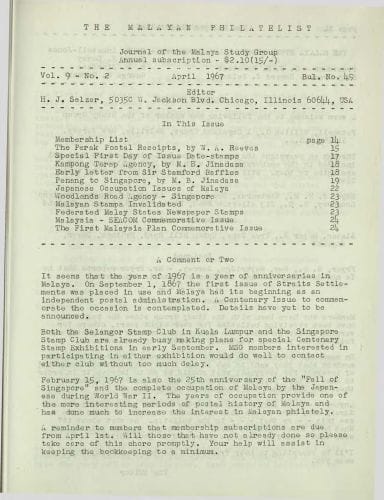 THE MALAYAN PHILATELIST
Journal of the Malaya Study Group
Annual subscription - $2.10(15/-)
Vol. 9 - No. 2 April 1967 Bul. No. 49
Editor
H. J. Selzer, 5035C W. Jackson Blvd. Chicago, Illinois 60644, USA
In This Issue
Membership List page 14
The Perak Postal Receipts, by W. A. Reeves 15
Special First Day of Issue Date-stamps 17
Kampong Terap Agency, by M. B. Jinadasa 18
Early letter from Sir Stamford Raffles 18
Penang to Singapore, by M. B. Jinadasa 19
Japanese Occupation Issues of Malaya 22
Woodlands Road Agency - Singapore 23
Malayan Stamps Invalidated 23
Federated Malay States Newspaper Stamps 23
Malaysia - SEACOM Commemorative Issue 24
The First Malaysia Plan Commemorative Issue 24
A Comment or Two
It seems that the year of 1967 is a year of anniversaries in
Malaya. On September 1, 1867 the first issue of Straits Settle-
ments was placed in use and Malaya had its beginning as an
independent postal administration. A Centenary Issue to commem-
orate the occasion is contemplated. Details have yet to be
announced.
Both the Selangor Stamp Club in Kuala Lumpur and the Singapore
Stamp Club are already busy making plans for special Centenary
Stamp Exhibitions in early September. MSG members interested in
participating in either exhibition would do well to contact
either club without too much delay.
February 15, 1967 is also the 25th anniversary of the "Fall of
Singapore" and the complete occupation of Malaya by the Japan-
ese during World War II. The years of occupation provide one of
the more interesting periods of postal history of Malaya and
has done much to increase the interest in Malayan philately.
A reminder to members that membership subscriptions are due
from April 1st. Will those that have not already done so please
take care of this chore promptly. Your help will assist in
keeping the bookkeeping to a minimum.